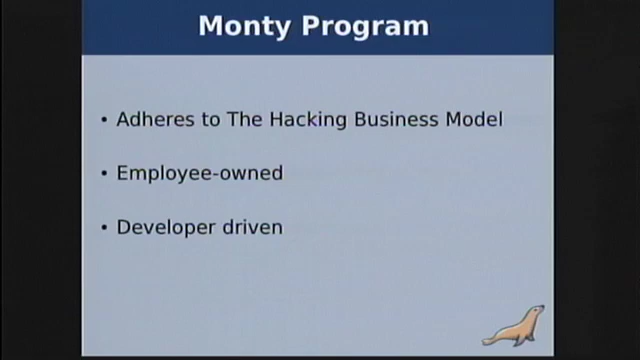 Monty Program
• Adheres to The Hacking Business Model
• Employee-owned
• Developer driven